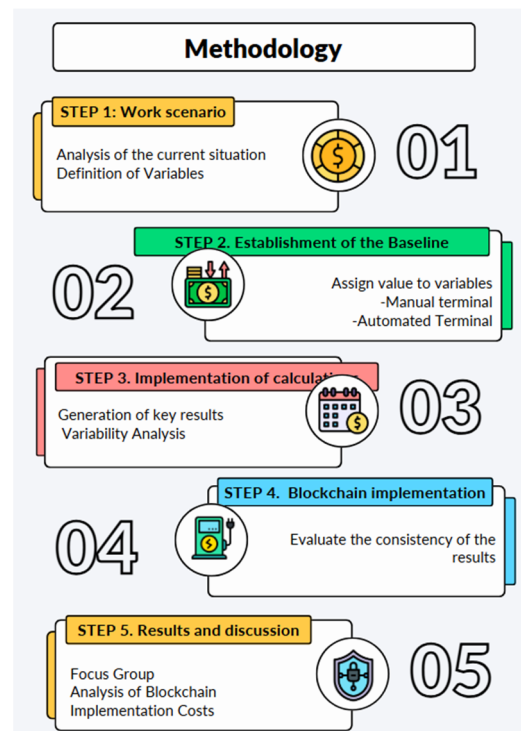 Methodology
STEP 1: Work scenario
Analysis of the current situation
Definition of Variables
01
STEP 2. Establishment of the Baseline
02
Assign value to variables
-Manual terminal
-Automated Terminal
STEP 3. Implementation of
Generation of key results
Variability Analysis
03
STEP 4. Blockchain implementation
04
Evaluate the consistency of the
results
STEP 5. Results and discussion
Focus Group
Analysis of Blockchain
Implementation Costs
05